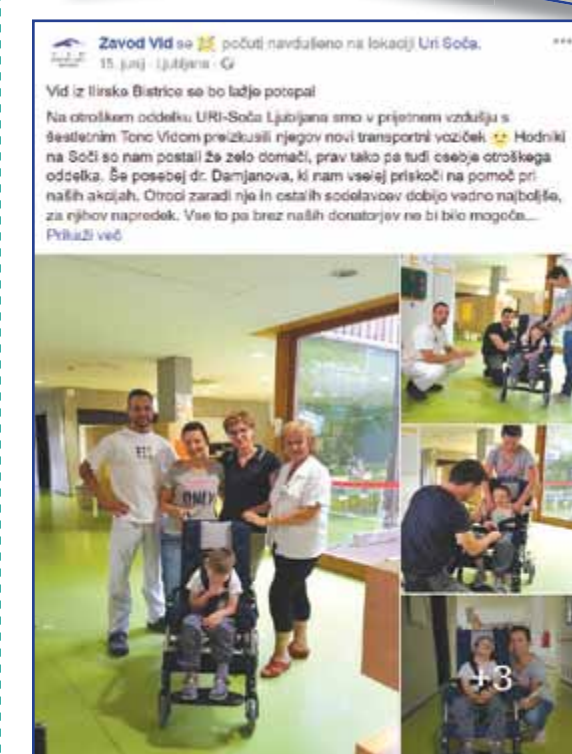 Zavod Vid se počuti navdušeno na lokaciji Uri Soča.
15. junij · Ljubljana ·
Vid iz Ilirske Bistrice se bo lažje potepal
Na otroškem oddelku URI-Soča Ljubljana smo v prijetnem vzdušju s
šestletnim Tonc Vidom preizkusili njegov novi transportni voziček Hodniki
na Soči so nam postali že zelo domači, prav tako pa tudi osebje otroškega
oddelka. Še posebej dr. Damjanova, ki nam vselej priskoči na pomoč pri
naših akcijah. Otroci zaradi nje in ostalih sodelavcev dobijo vedno najboljše,
za njihov napredek. Vse to pa brez naših donatorjev ne bi bilo mogoče...
Prikaži več
+3